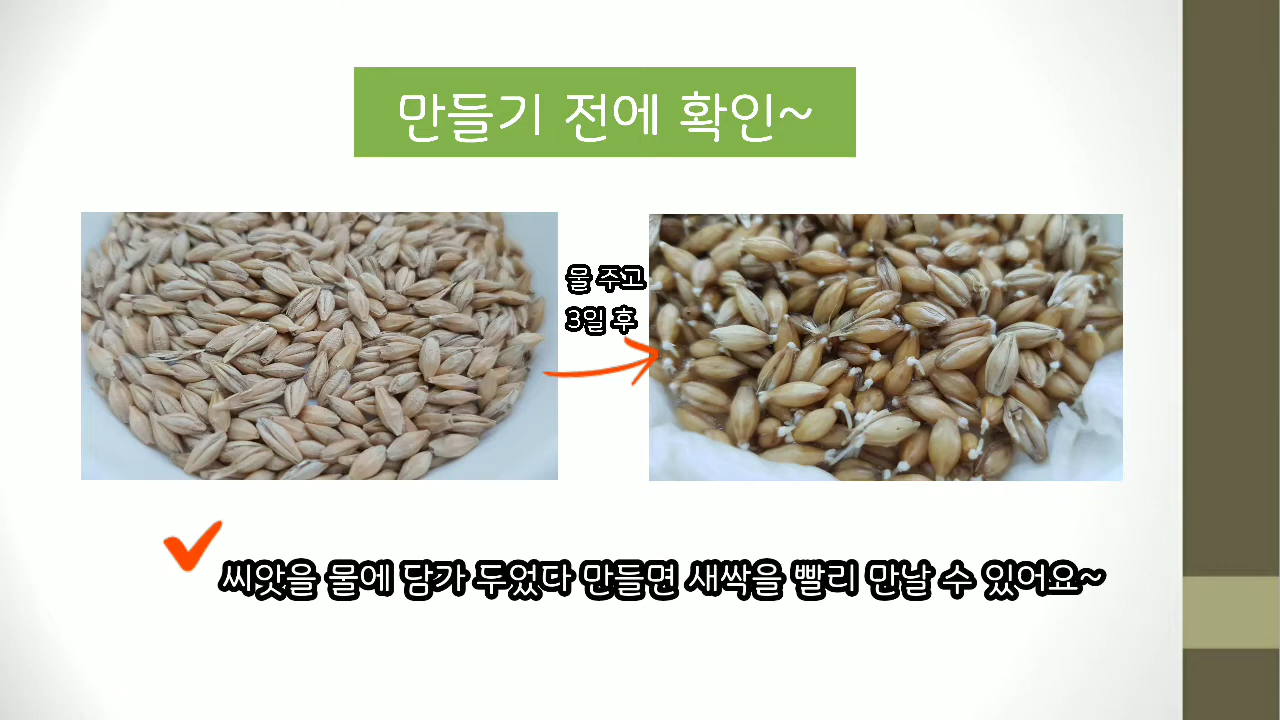 만들기 전에 확인~
물 주고
3일 후
씨앗을 물에 담가 두었다 만들면 새싹을 빨리 만날 수 있어요~